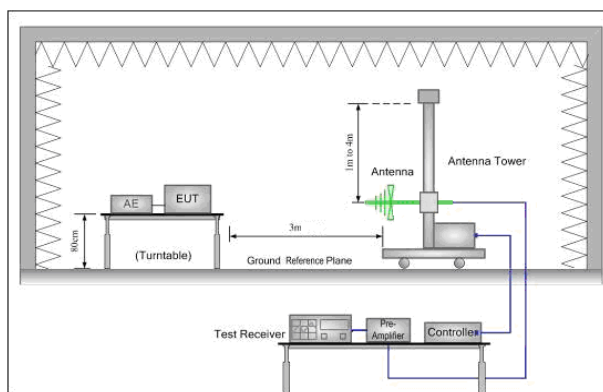 1m to 4m
Antenna
Antenna Tower
AE
EUT
80cm
(Turntable)
3m
Ground Reference Plane
Test Receiver
Pre-
Amplifier
Controller